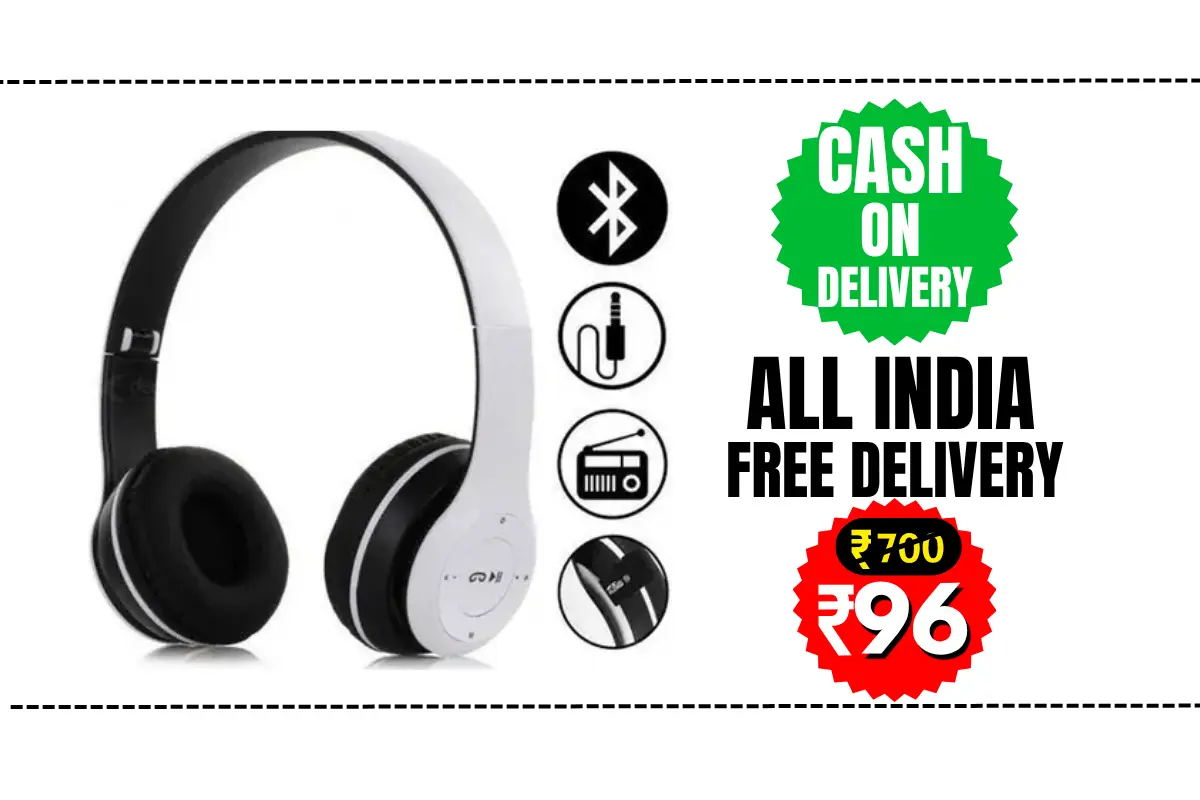 CASH
ON
DELIVERY
ALL INDIA
FREE DELIVERY
₹700
₹96